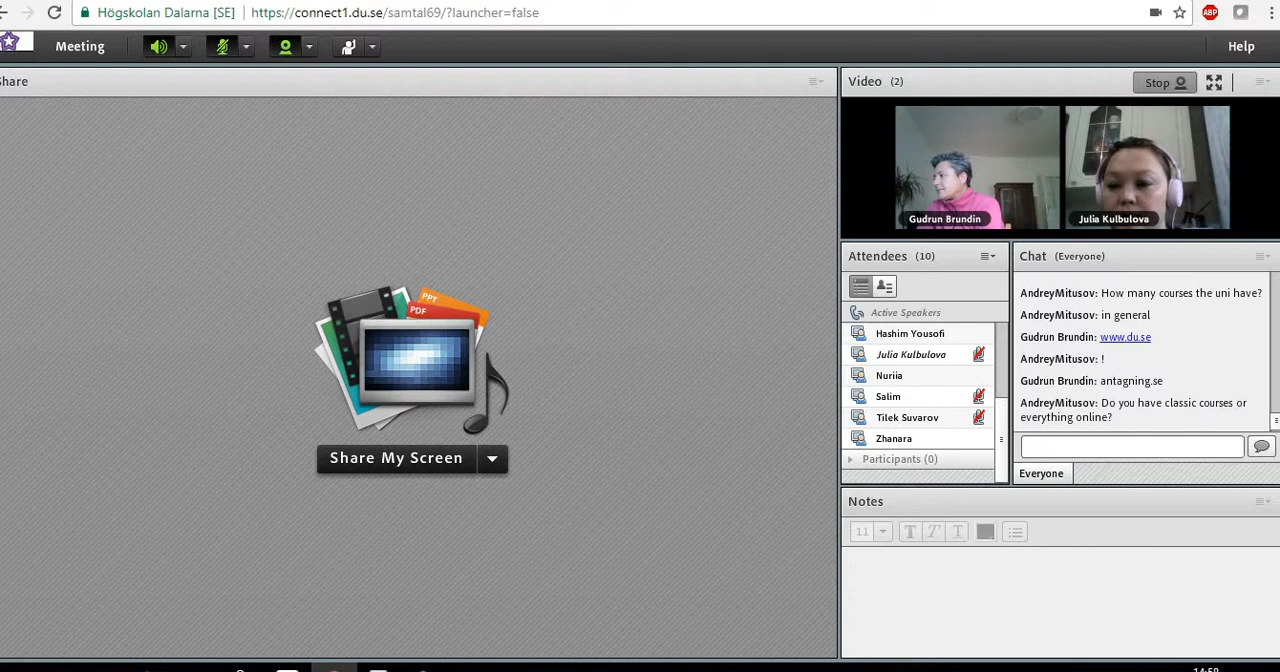 Högskolan Dalarna [SE] https://connect1.du.se/samtal69/?launcher=false
ABP
Meeting
Help
Share
Video (2)
Stop
Gudrun Brundin
Julia Kulbulova
Attendees (10)
Active Speakers
Hashim Yousofi
Julia Kulbulova
Nuriia
Salim
Tilek Suvarov
Zhanara
Participants (0)
Chat (Everyone)
AndreyMitusov: How many courses the uni have?
AndreyMitusov: in general
Gudrun Brundin: www.du.se
AndreyMitusov: !
Gudrun Brundin: antagning.se
AndreyMitusov: Do you have classic courses or
everything online?
Everyone
PPT
PDF
Share My Screen
Notes
11 T T T
14:58